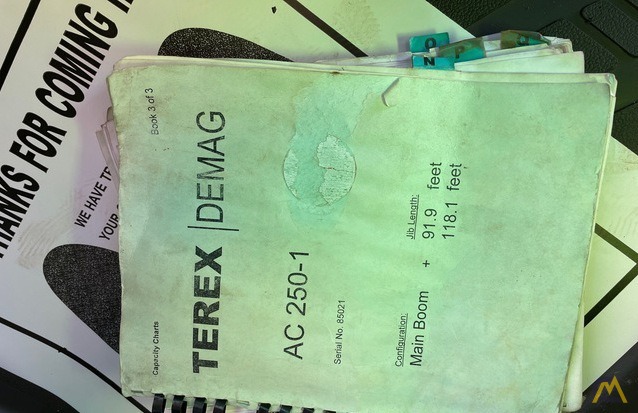 THANKS FOR COMING
WE HAVE
YOUR
Capacity Charts
Book 3 of 3
TEREX | DEMAG
AC 250-1
Serial No. 85021
Configuration:
Jib Length:
Main Boom + 91.9 feet
118.1 feet